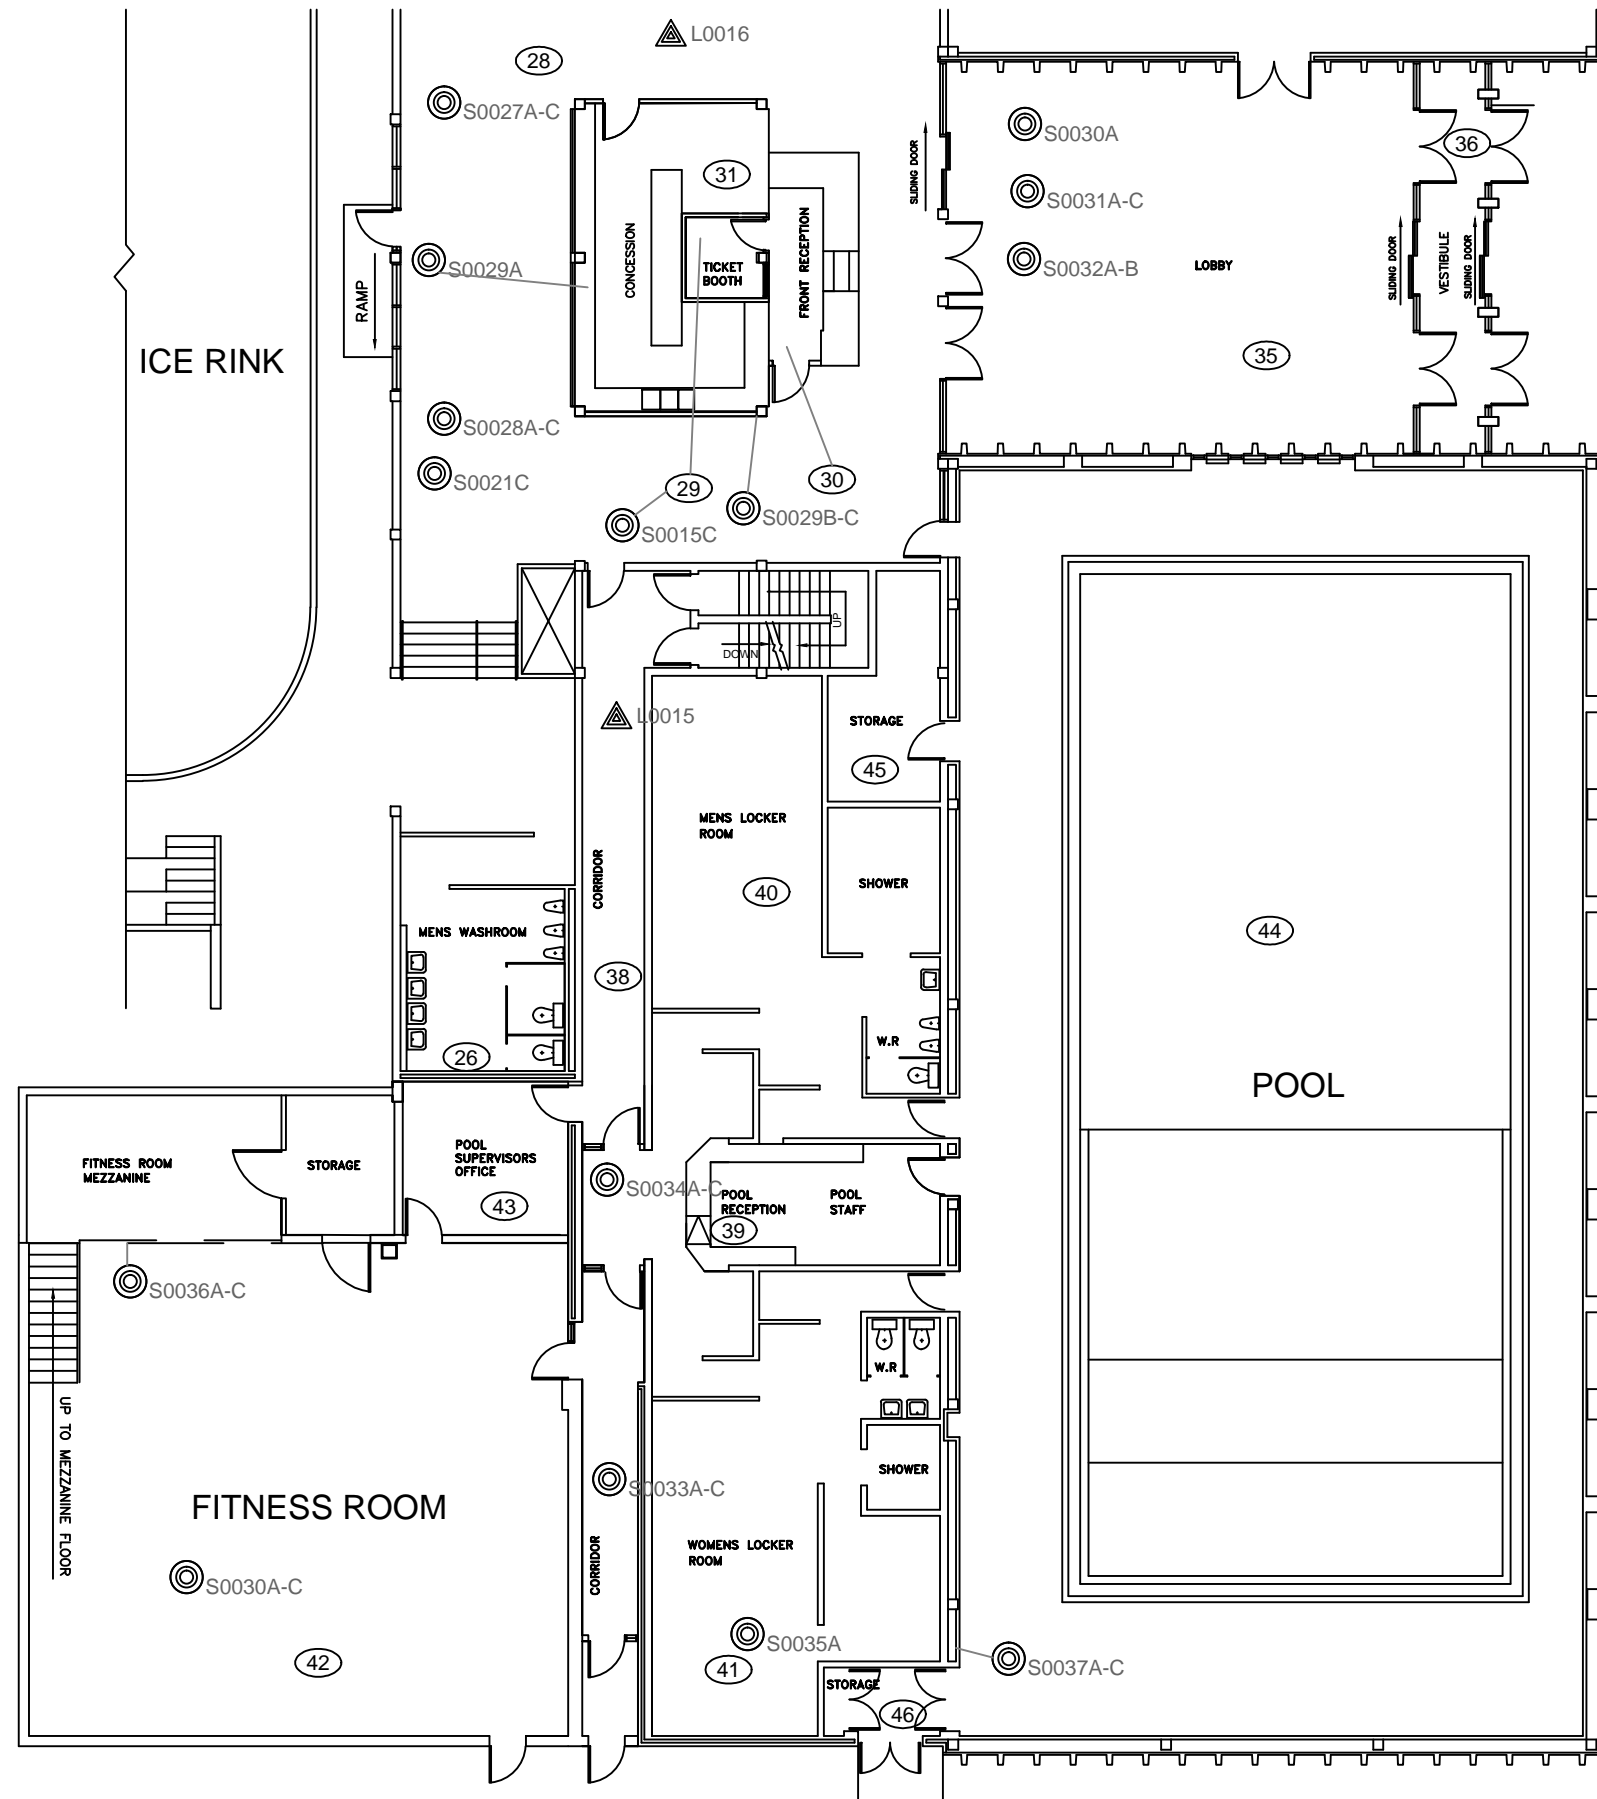 L0016
28
S0027A-C
S0030A
36
31
S0031A-C
SLIDING DOOR
CONCESSION
FRONT RECEPTION
TICKET
BOOTH
S0029A
S0032A-B
LOBBY
SLIDING DOOR
VESTIBULE
SLIDING DOOR
RAMP
ICE RINK
35
S0028A-C
S0021C
29
30
S0015C
S0029B-C
UP
DOWN
L0015
STORAGE
45
MENS LOCKER
ROOM
CORRIDOR
SHOWER
40
MENS WASHROOM
44
38
W.R
26
POOL
FITNESS ROOM
MEZZANINE
STORAGE
POOL
SUPERVISORS
OFFICE
43
S0034A-C
POOL
RECEPTION
39
POOL
STAFF
S0036A-C
W.R
UP TO MEZZANINE FLOOR
SHOWER
S0033A-C
FITNESS ROOM
WOMENS LOCKER
ROOM
CORRIDOR
S0030A-C
S0035A
42
41
S0037A-C
STORAGE
46